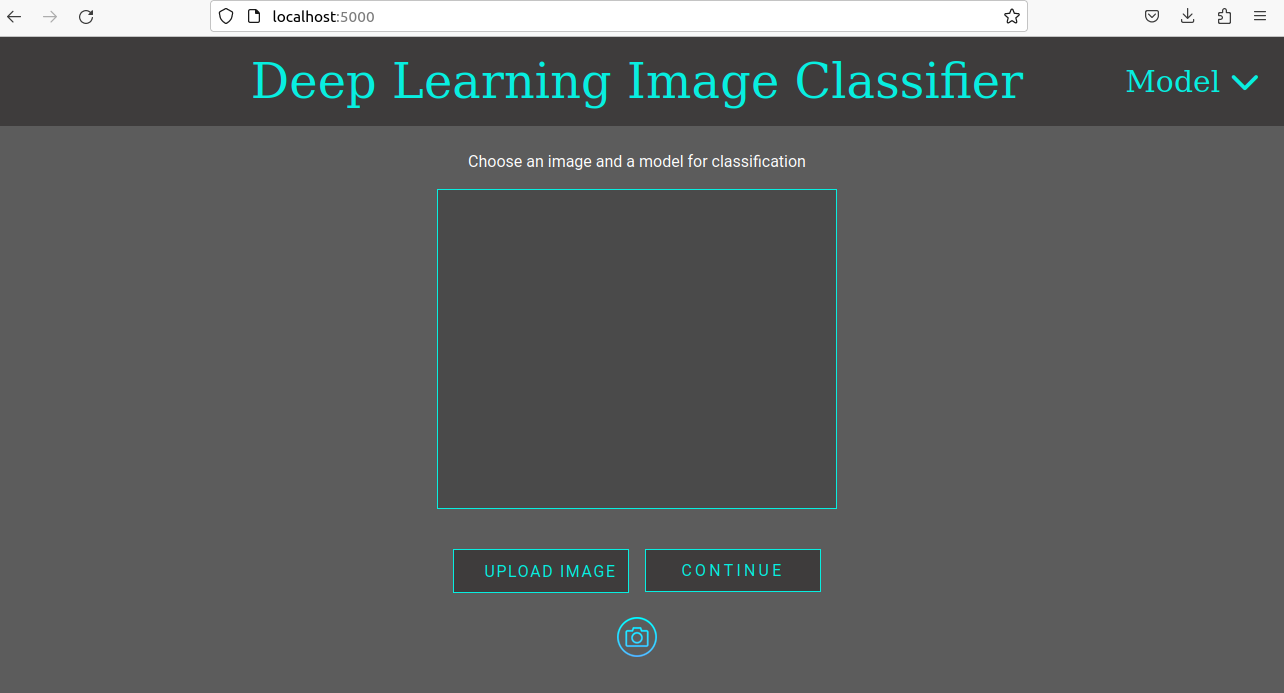 localhost:5000
Deep Learning Image Classifier
Model
Choose an image and a model for classification
UPLOAD IMAGE
CONTINUE